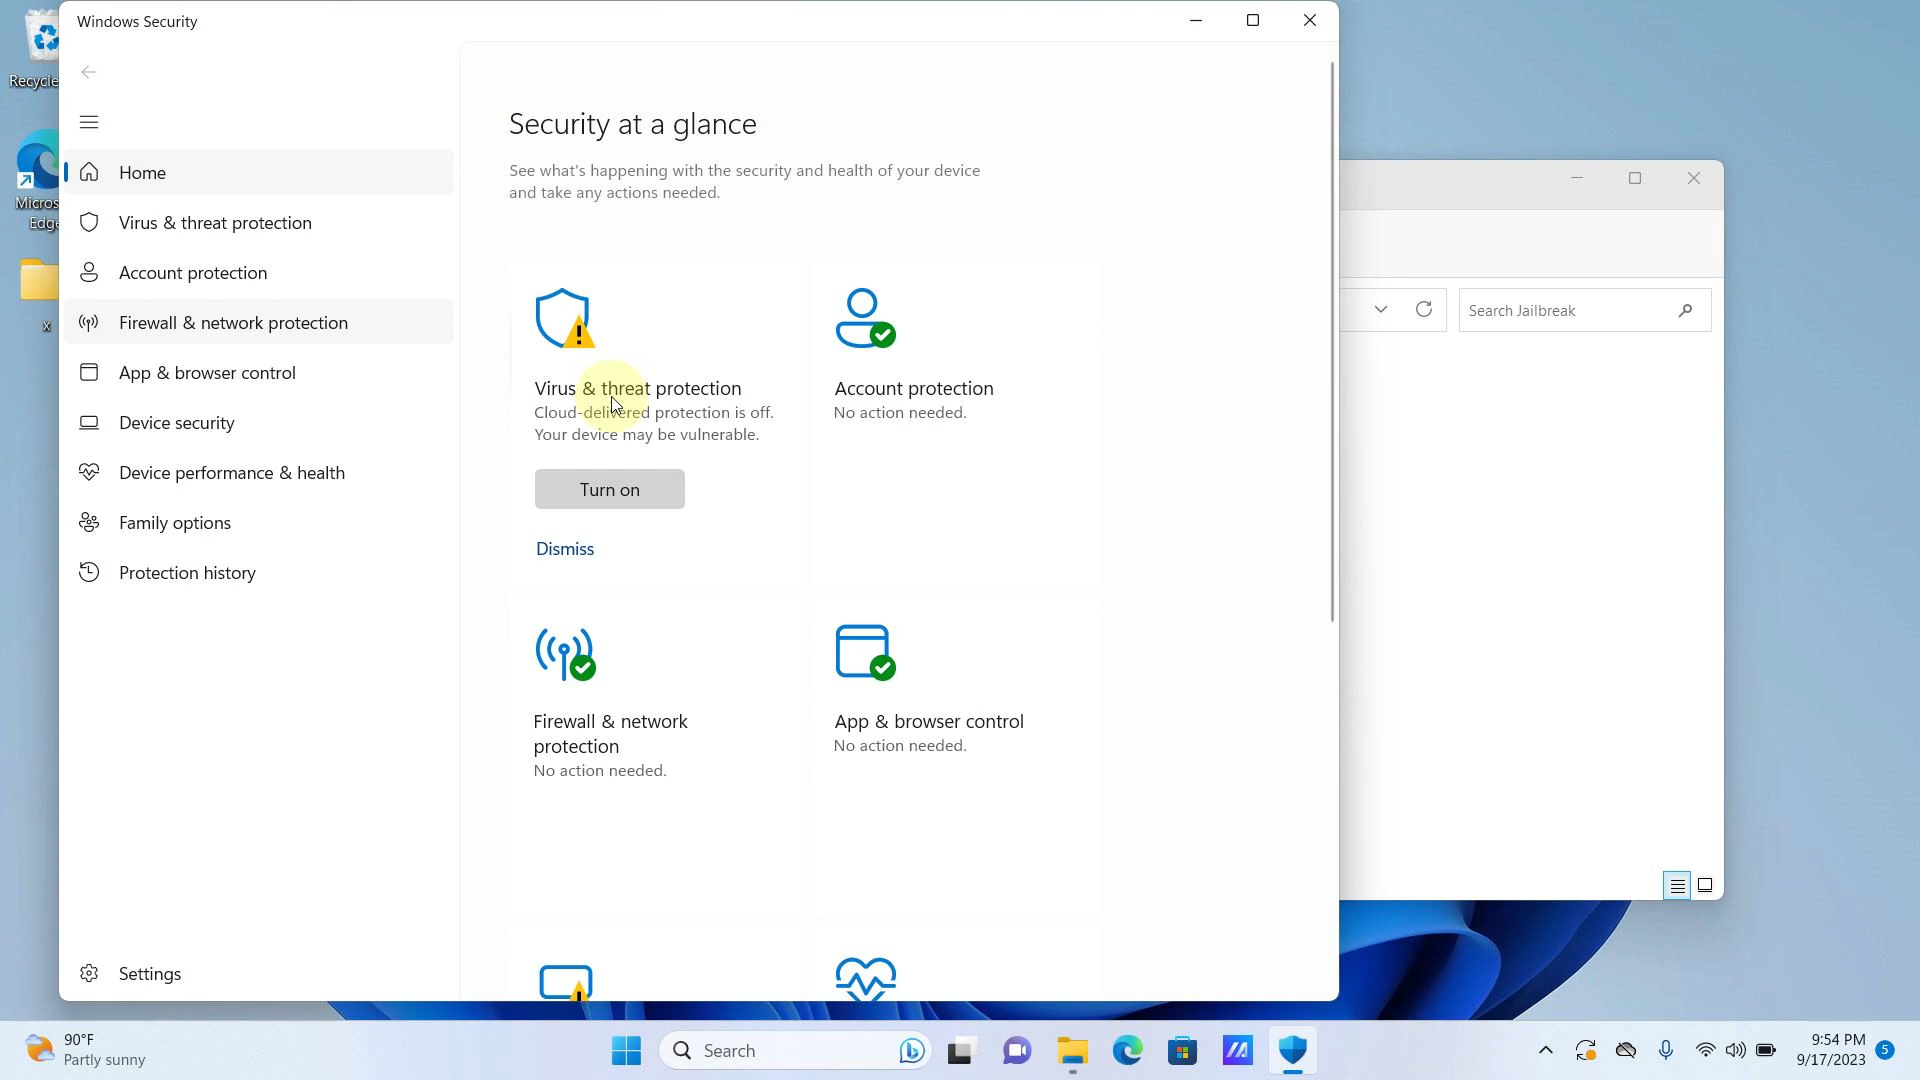 Windows Security
Recycle
Home
Virus & threat protection
Account protection
Firewall & network protection
App & browser control
Device security
Device performance & health
Family options
Protection history
Settings
Micros
Edge
x
Security at a glance
See what's happening with the security and health of your device
and take any actions needed.
Virus & threat protection
Cloud-delivered protection is off.
Your device may be vulnerable.
Turn on
Dismiss
Account protection
No action needed.
Firewall & network
protection
No action needed.
App & browser control
No action needed.
Search Jailbreak
90°F
Partly sunny
Search
9:54 PM
9/17/2023
5